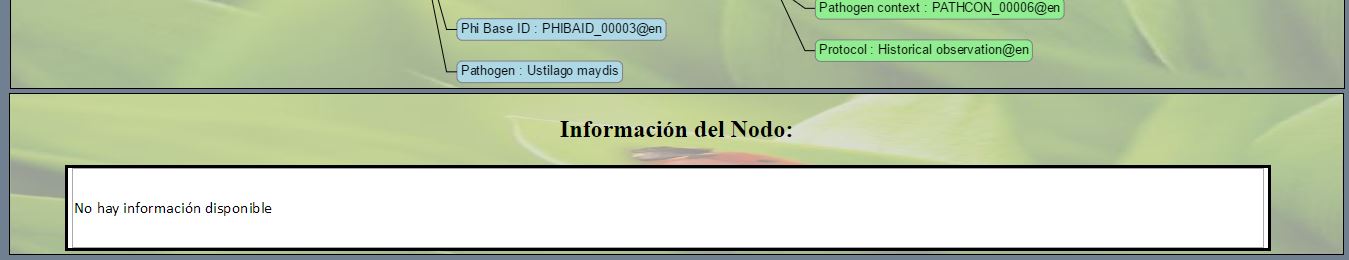 Pathogen context : PATHCON_00006@en
Phi Base ID : PHIBAID_00003@en
Protocol : Historical observation@en
Pathogen : Ustilago maydis
Información del Nodo:
No hay información disponible